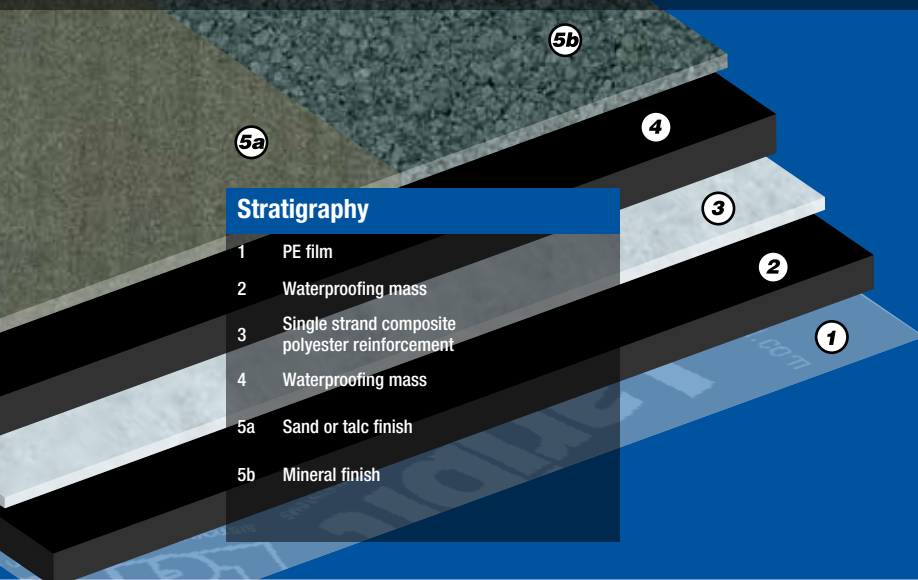 5b
4
5a
3
2
1
Stratigraphy
1 PE film
2 Waterproofing mass
3 Single strand composite
polyester reinforcement
4 Waterproofing mass
5a Sand or talc finish
5b Mineral finish
.com